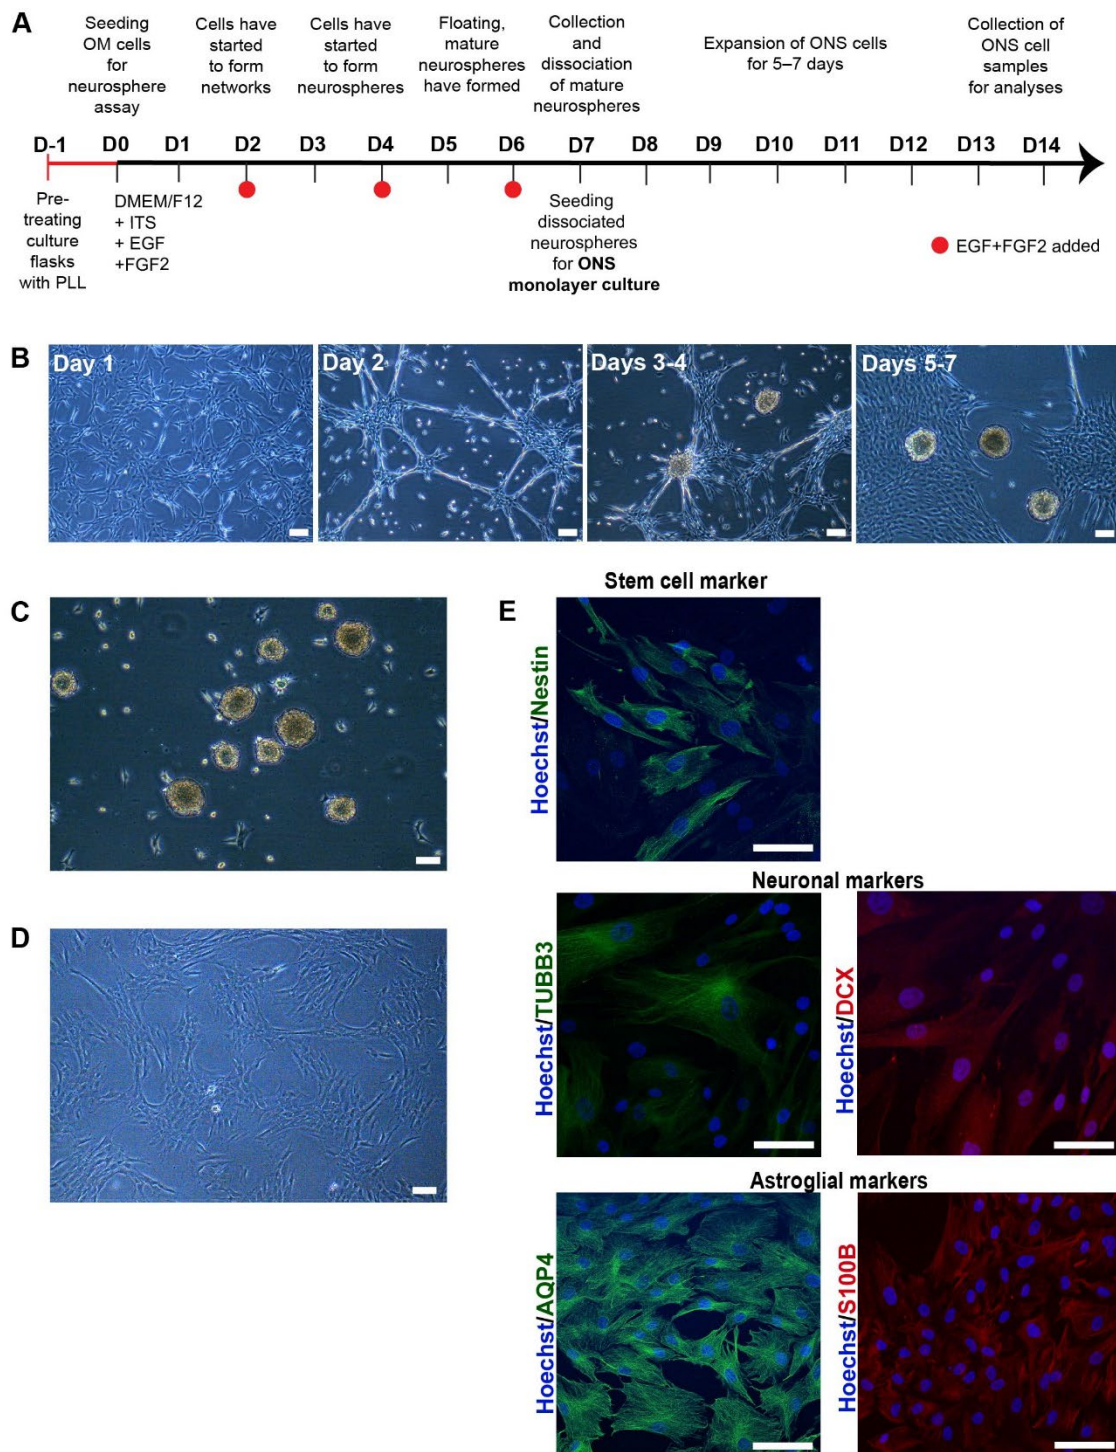 A
Seeding
OM cells
for
neurosphere
assay
Cells have
started
to form
networks
Cells have
started
to form
neurospheres
Floating,
mature
neurospheres
have formed
Collection
and
dissociation
of mature
neurospheres
Expansion of ONS cells
for 5–7 days
Collection of
ONS cell
samples
for analyses
D-1 D0 D1 D2 D3 D4 D5 D6 D7 D8 D9 D10 D11 D12 D13 D14
Pre-
treating
culture
flasks
with PLL
DMEM/F12
+ ITS
+ EGF
+FGF2
Seeding
dissociated
neurospheres
for ONS
monolayer culture
EGF+FGF2 added
B
Day 1
Day 2
Days 3-4
Days 5-7
C
D
E
Stem cell marker
Hoechst/Nestin
Neuronal markers
Hoechst/TUBB3
Hoechst/DCX
Astroglial markers
Hoechst/AQP4
Hoechst/S100B